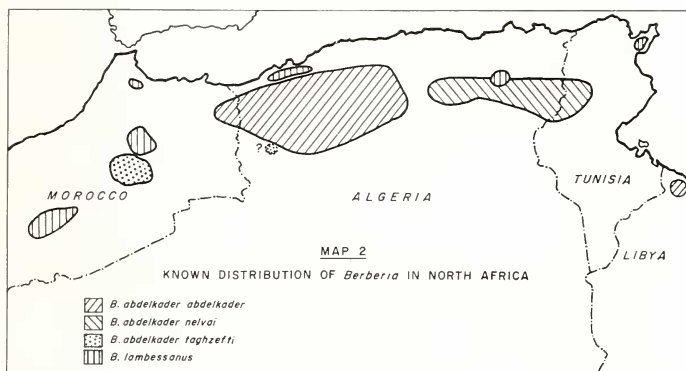 ?
MOROCCO
ALGERIA
TUNISIA
LIBYA
MAP 2
KNOWN DISTRIBUTION OF Berberia IN NORTH AFRICA
B. abdelkader abdelkader
B. abdelkader nelvai
B. abdelkader taghzefti
B. lambessanus